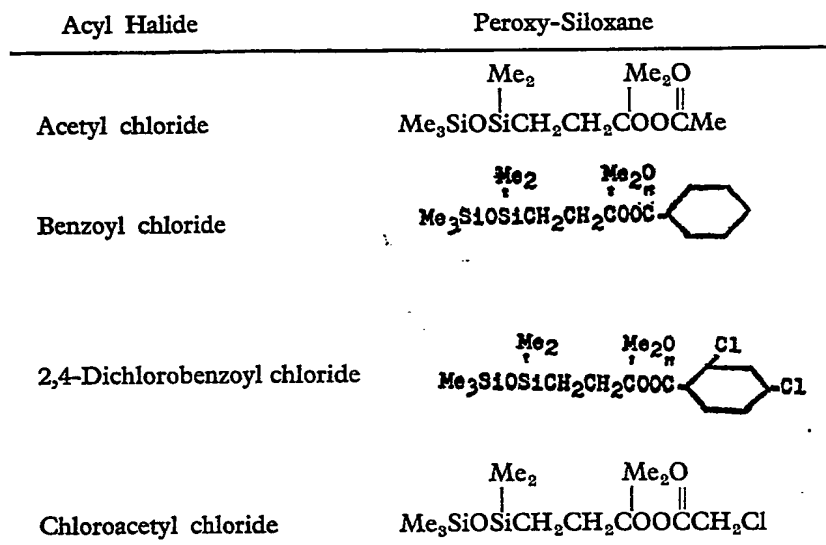 Acyl Halide Peroxy-Siloxane
Me₂ Me₂O
Acetyl chloride Me₃SiOSiCH₂CH₂COOCMe
Me₂ Me₂O
Benzoyl chloride Me₃SiOSiCH₂CH₂COOC
Me₂ Me₂O Cl
2,4-Dichlorobenzoyl chloride Me₃SiOSiCH₂CH₂COOC Cl
Me₂ Me₂O
Chloroacetyl chloride Me₃SiOSiCH₂CH₂COOCCH₂Cl